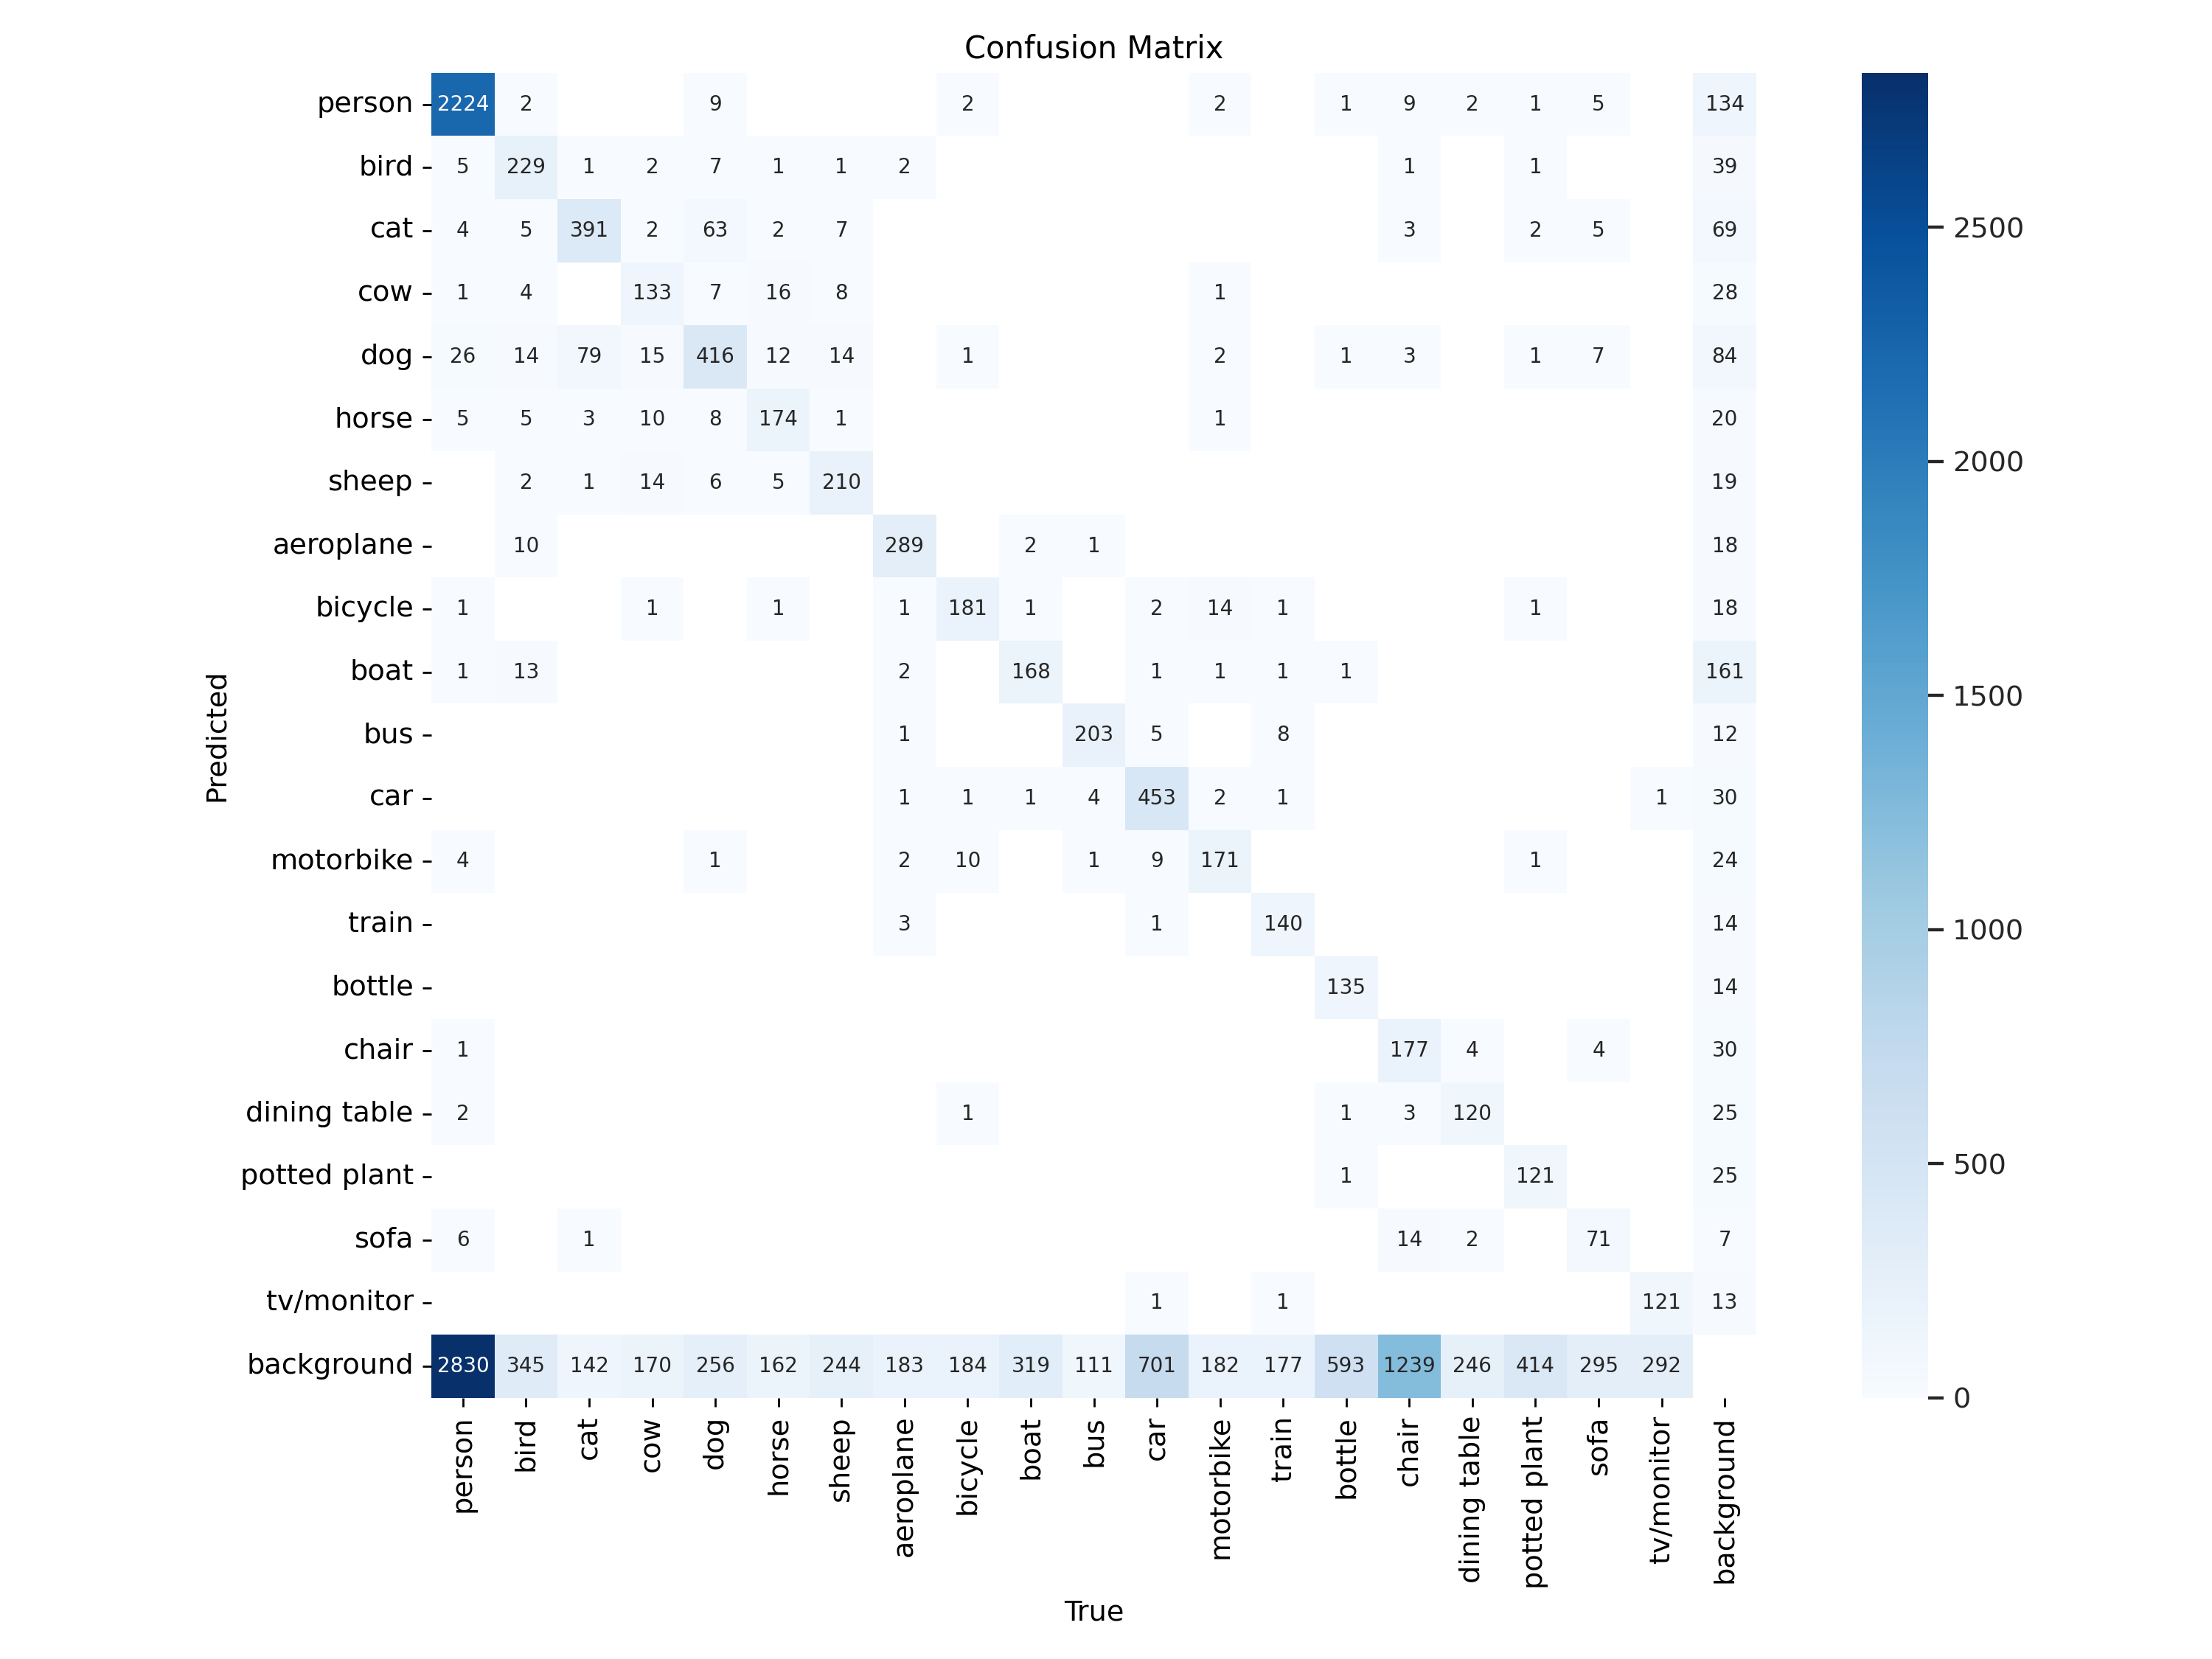 Confusion Matrix
person 2224 2 9 2 2 1 9 2 1 5 134
bird 5 229 1 2 7 1 1 2 1 1 39
cat 4 5 391 2 63 2 7 3 2 5 69
cow 1 4 133 7 16 8 1 28
dog 26 14 79 15 416 12 14 1 2 1 3 1 7 84
horse 5 5 3 10 8 174 1 1 20
sheep 2 1 14 6 5 210 19
aeroplane 10 289 2 1 18
bicycle 1 1 1 1 181 1 2 14 1 1 18
boat 1 13 2 168 1 1 1 1 161
bus 1 203 5 8 12
car 1 1 1 4 453 2 1 1 30
motorbike 4 1 2 10 1 9 171 1 24
train 3 1 140 14
bottle 135 14
chair 1 177 4 4 30
dining table 2 1 1 3 120 25
potted plant 1 121 25
sofa 6 1 14 2 71 7
tv/monitor 1 1 121 13
background 2830 345 142 170 256 162 244 183 184 319 111 701 182 177 593 1239 246 414 295 292
person bird cat cow dog horse sheep aeroplane bicycle boat bus car motorbike train bottle chair dining table potted plant sofa tv/monitor background
True
Predicted
2500
2000
1500
1000
500
0